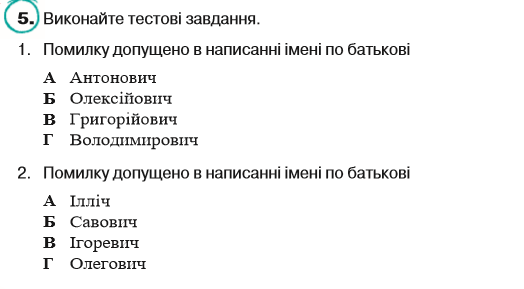 5. Виконайте тестові завдання.
1. Помилку допущено в написанні імені по батькові
А Антонович
Б Олексійович
В Григорійович
Г Володимирович
2. Помилку допущено в написанні імені по батькові
А Ілліч
Б Савович
В Ігоревич
Г Олегович